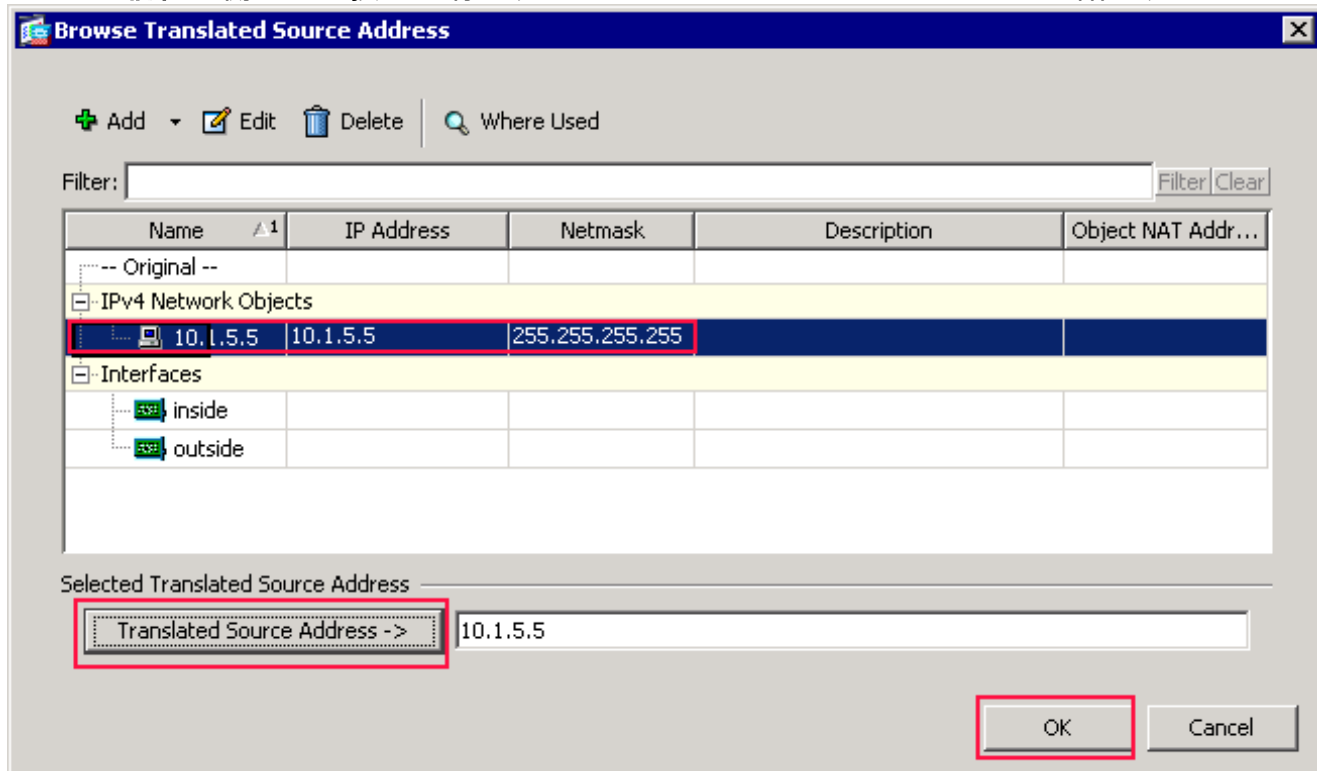 Browse Translated Source Address
Add Edit Delete Where Used
Filter: Filter Clear
Name 1 IP Address Netmask Description Object NAT Addr...
-- Original --
IPv4 Network Objects
10.1.5.5 10.1.5.5 255.255.255.255
Interfaces
inside
outside
Selected Translated Source Address
Translated Source Address -> 10.1.5.5
OK Cancel